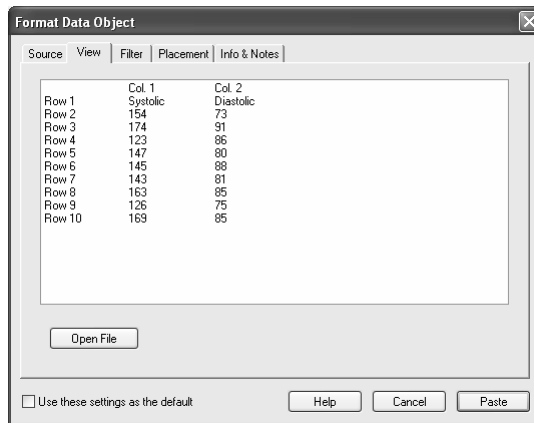 Format Data Object
Source View Filter Placement Info & Notes
Col. 1 Col. 2
Row 1 Systolic Diastolic
Row 2 154 73
Row 3 174 91
Row 4 123 86
Row 5 147 80
Row 6 145 88
Row 7 143 81
Row 8 163 85
Row 9 126 75
Row 10 169 85
Open File
Use these settings as the default Help Cancel Paste